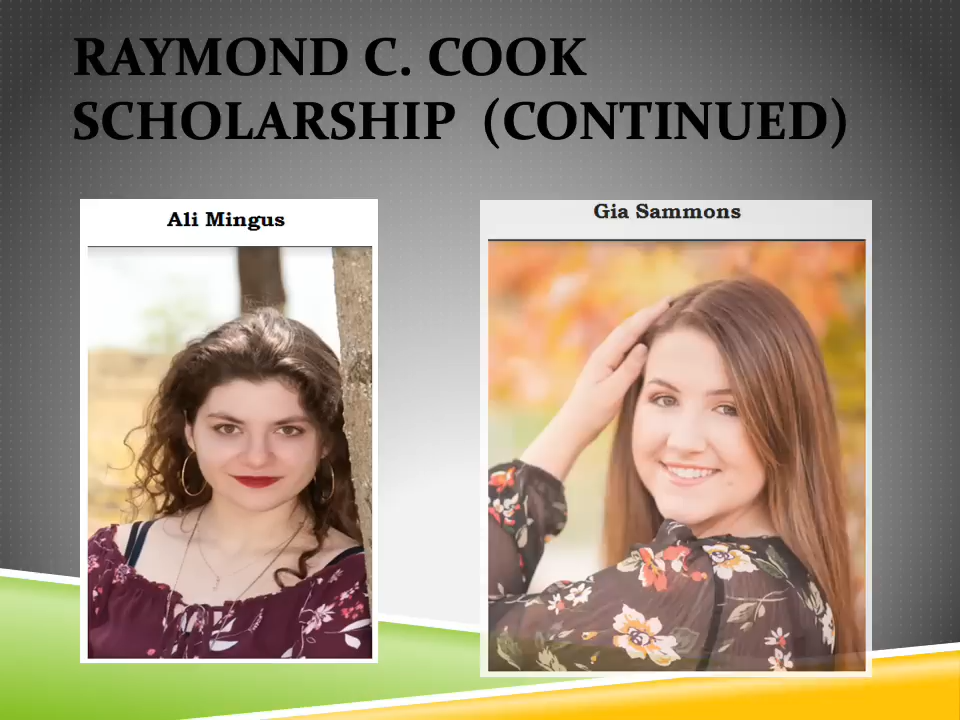 RAYMOND C. COOK
SCHOLARSHIP (CONTINUED)
Ali Mingus
Gia Sammons